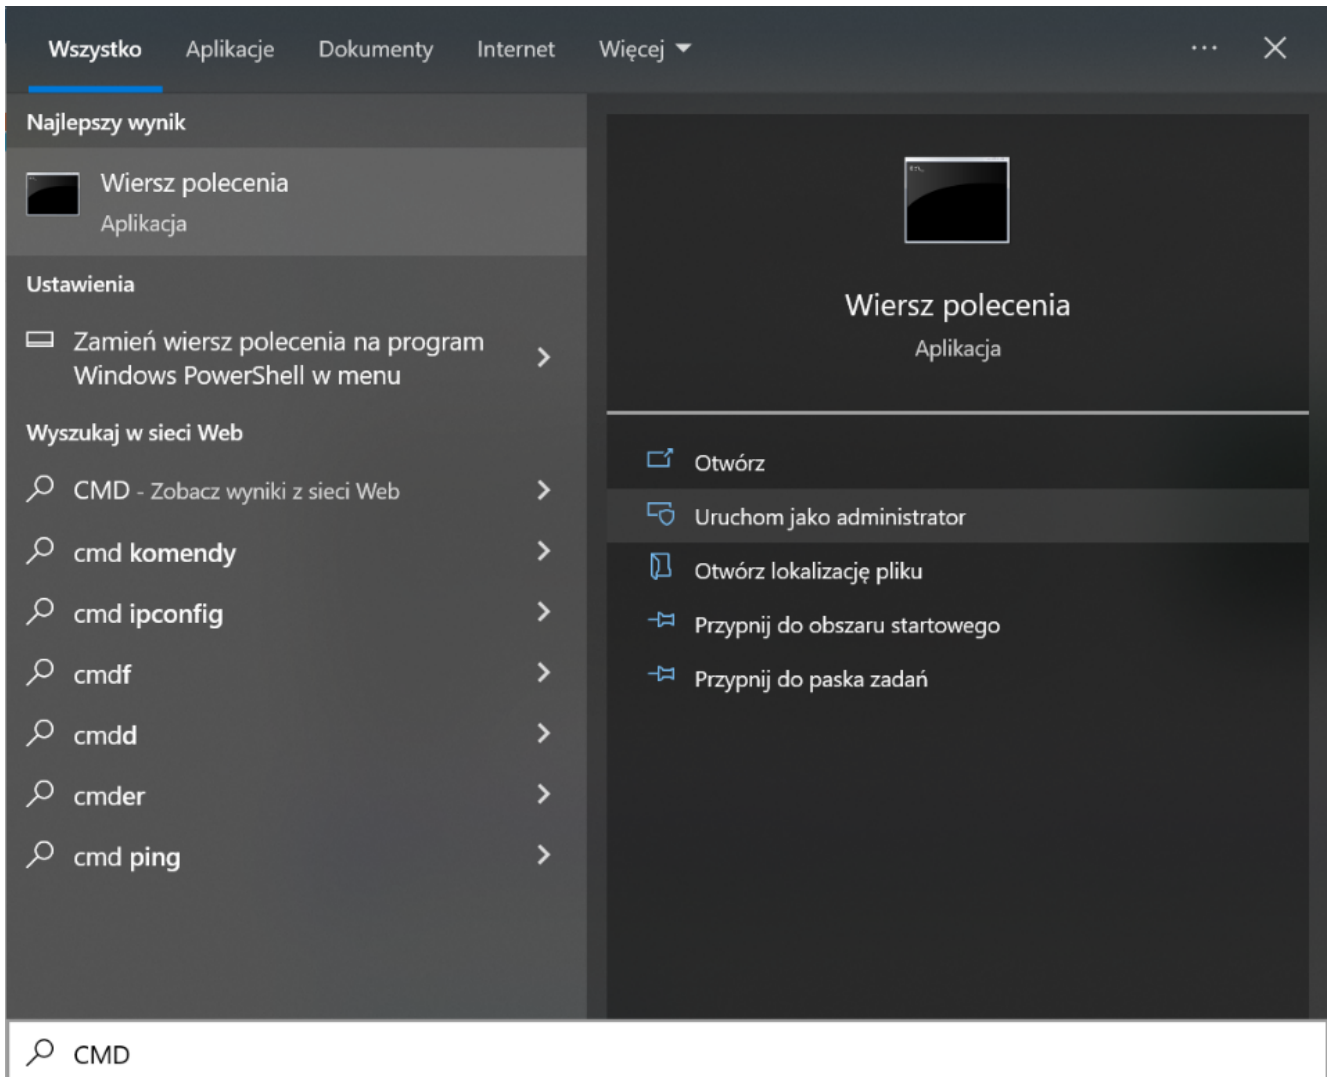 Wszystko Aplikacje Dokumenty Internet Więcej
Najlepszy wynik
Wiersz polecenia
Aplikacja
Ustawienia
Zamień wiersz polecenia na program
Windows PowerShell w menu
Wyszukaj w sieci Web
CMD - Zobacz wyniki z sieci Web
cmd komendy
cmd ipconfig
cmdf
cmdd
cmder
cmd ping
Wiersz polecenia
Aplikacja
Otwórz
Uruchom jako administrator
Otwórz lokalizację pliku
Przypnij do obszaru startowego
Przypnij do paska zadań
CMD